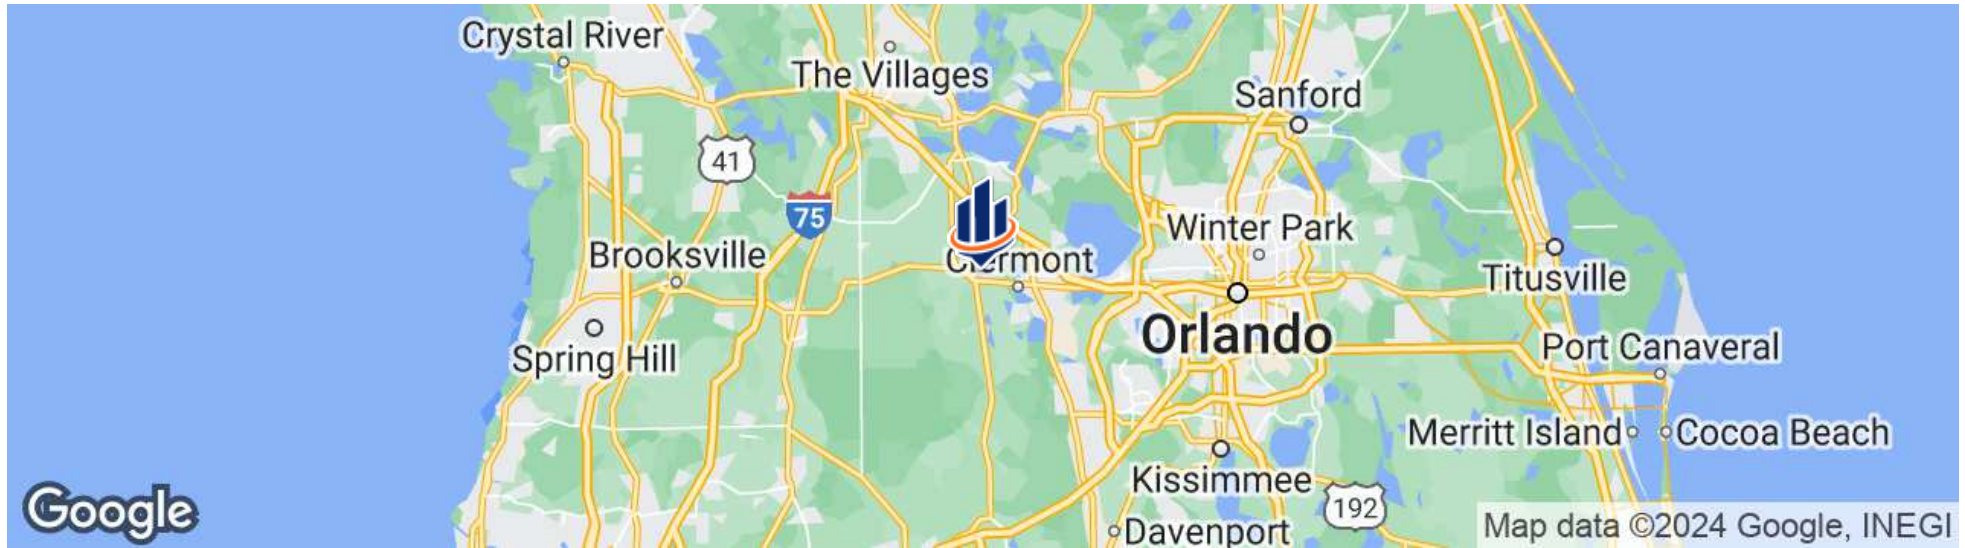 Crystal River
The Villages
Sanford
41
75
Winter Park
Brooksville
Clermont
Titusville
Orlando
Spring Hill
Port Canaveral
Merritt Island
Cocoa Beach
Kissimmee
192
Google
Davenport
Map data ©2024 Google, INEGI